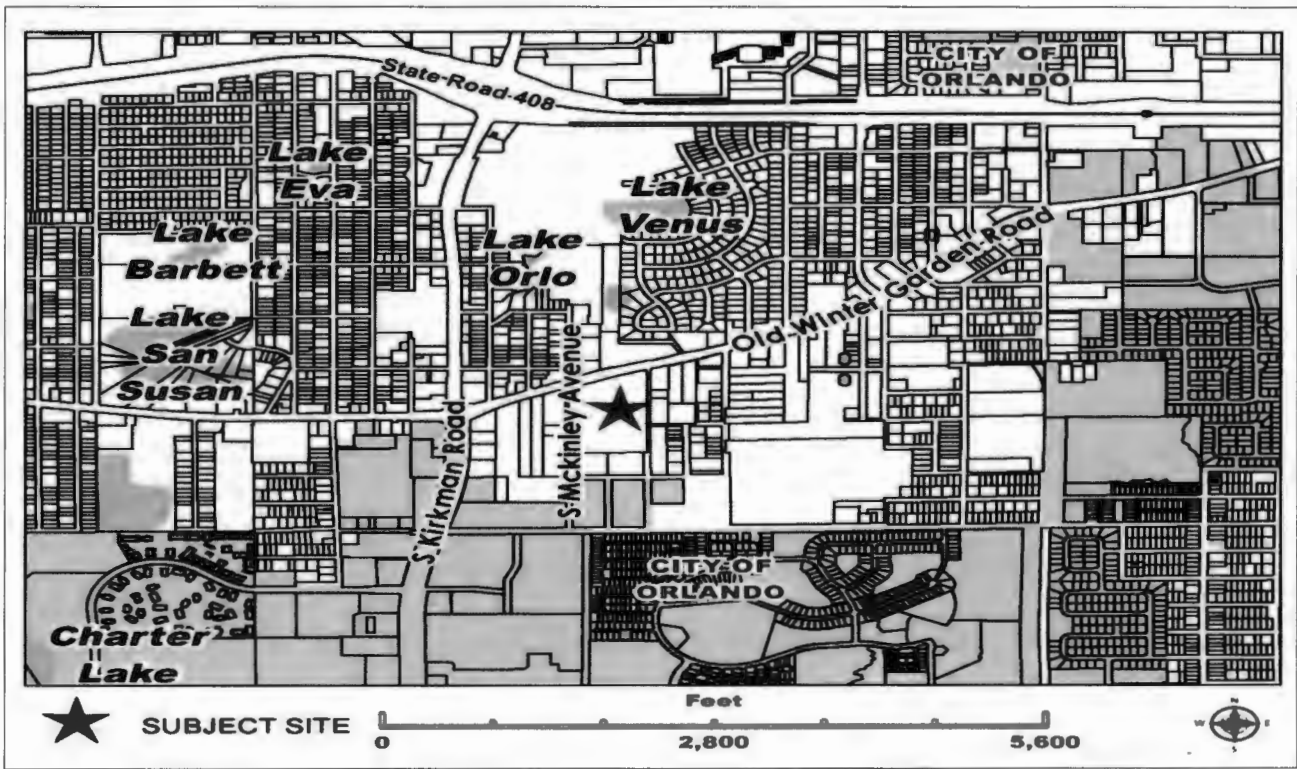 CITY OF
ORLANDO
State Road 408
Lake
Eva
Lake
Venus
Lake
Barbett
Lake
Orlo
Old Winter Garden Road
Lake
San
Susan
S Mckinley Avenue
S Kirkman Road
CITY OF
ORLANDO
Charter
Lake
SUBJECT SITE
Feet
0 2,800 5,600
N
W E
S